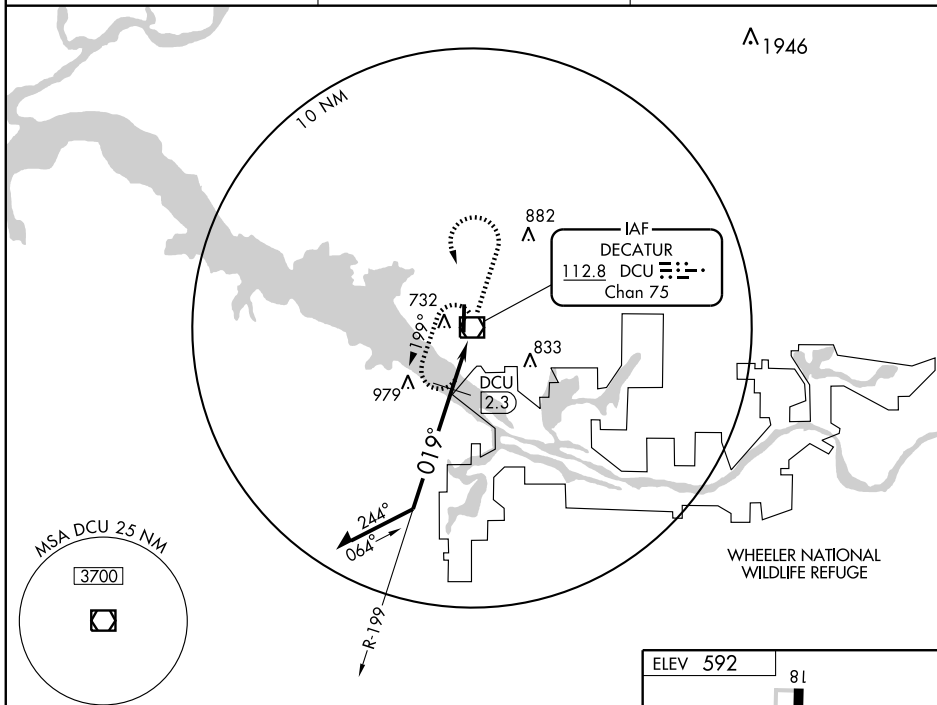 1946
10 NM
882
IAF
DECATUR
112.8 DCU
Chan 75
732
199°
833
979
DCU
2.3
019°
244°
064°
MSA DCU 25 NM
3700
WHEELER NATIONAL
WILDLIFE REFUGE
R-199
ELEV 592
18